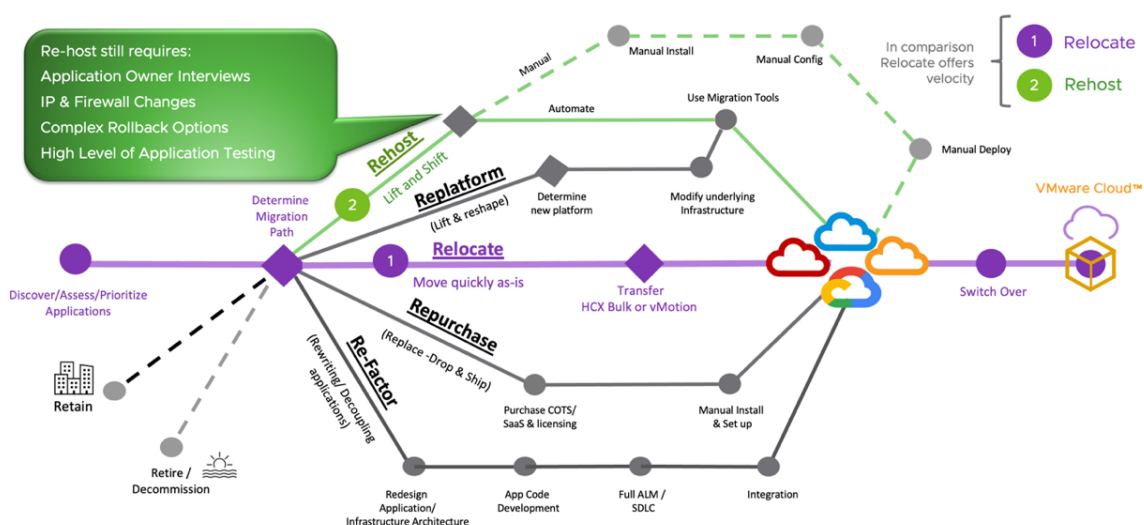 Re-host still requires:
Application Owner Interviews
IP & Firewall Changes
Complex Rollback Options
High Level of Application Testing
Manual
Manual Install
Manual Config
In comparison
Relocate offers
velocity
1 Relocate
2 Rehost
Automate
Use Migration Tools
Manual Deploy
Rehost
Lift and Shift
2
Replatform
(Lift & reshape)
Determine
new platform
Modify underlying
Infrastructure
VMware Cloud™
Determine
Migration
Path
Relocate
1
Move quickly as-is
Transfer
HCX Bulk or vMotion
Switch Over
Discover/Assess/Prioritize
Applications
Repurchase
(Replace -Drop & Ship)
Purchase COTS/
SaaS & licensing
Manual Install
& Set up
Re-Factor
(Rewriting/ Decoupling
applications)
Retain
Retire /
Decommission
Redesign
Application/
Infrastructure Architecture
App Code
Development
Full ALM /
SDLC
Integration